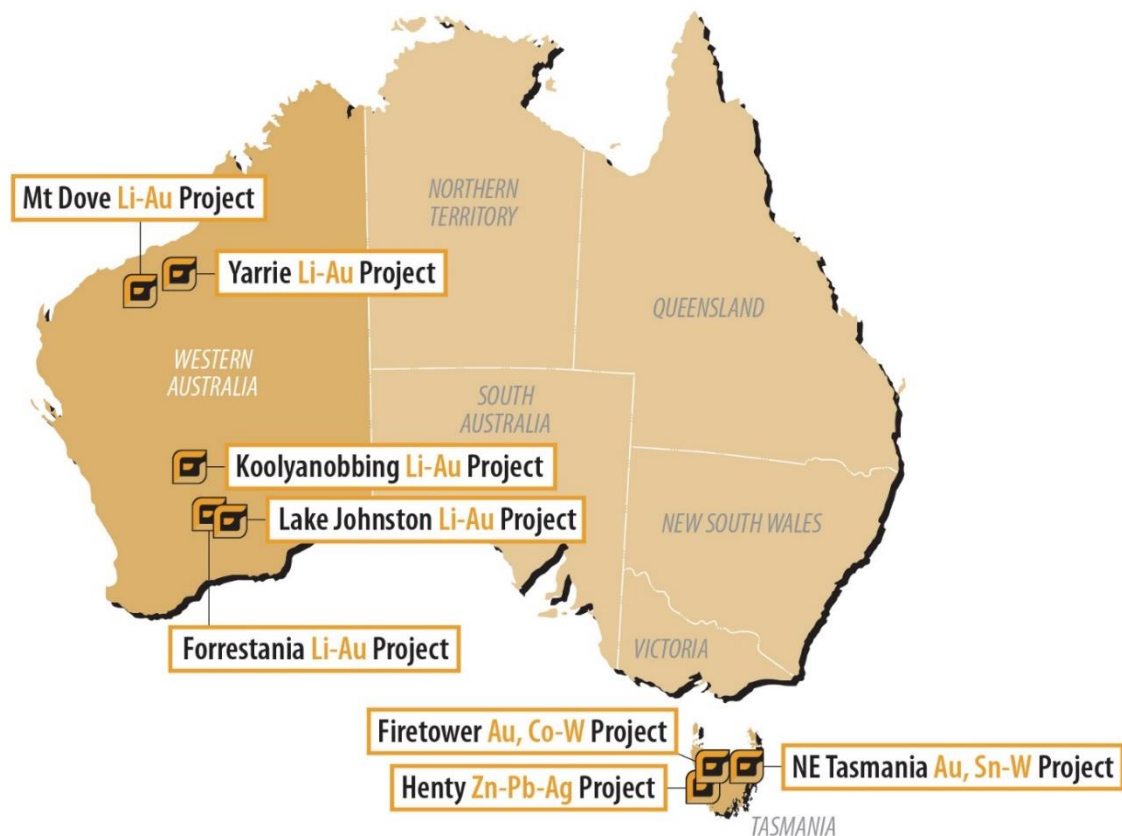 NORTHERN
TERRITORY
Mt Dove Li-Au Project
Yarrie Li-Au Project
QUEENSLAND
WESTERN
AUSTRALIA
SOUTH
AUSTRALIA
Koolyanobbing Li-Au Project
Lake Johnston Li-Au Project
NEW SOUTH WALES
Forrestania Li-Au Project
VICTORIA
Firetower Au, Co-W Project
NE Tasmania Au, Sn-W Project
Henty Zn-Pb-Ag Project
TASMANIA